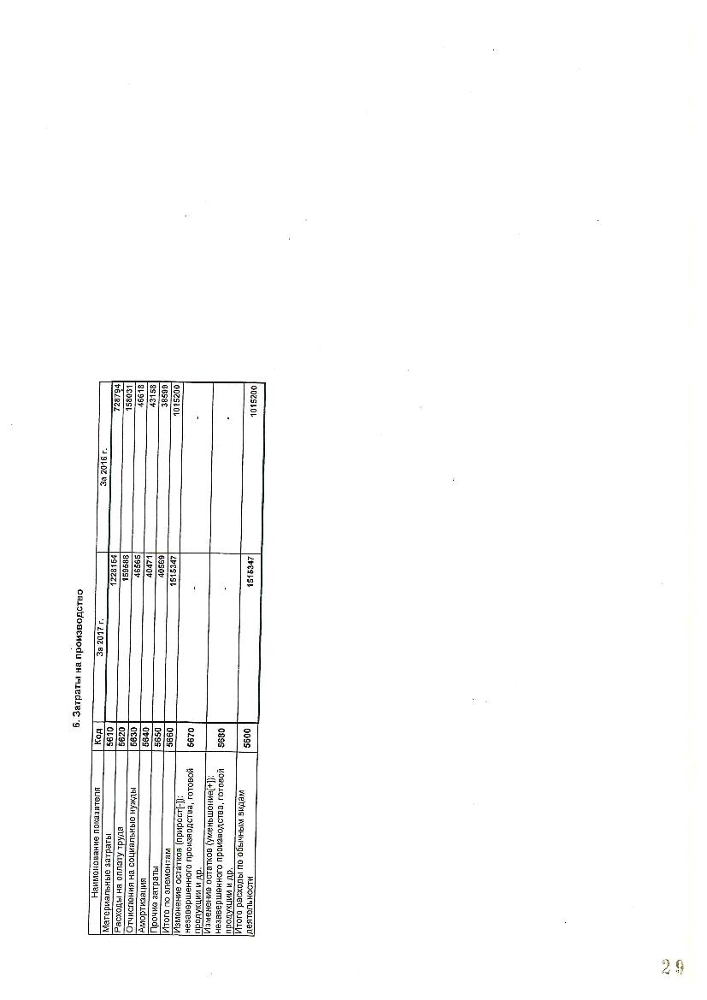 6. Затраты на производство
Наименование показателя Код За 2017 г. За 2016 г.
Материальные затраты 5610 1228154 728794
Расходы на оплату труда 5620 159588 158031
Отчисления на социальные нужды 5630 46565 46618
Амортизация 5640 40471 43158
Прочие затраты 5650 40569 38599
Итого по элементам 5660 1515347 1015200
Изменение остатков (прирост[-]):
незавершенного производства, готовой 5670 - -
продукции и др.
Изменение остатков (уменьшение[+]):
незавершенного производства, готовой 5680 - -
продукции и др.
Итого расходы по обычным видам
деятельности 5600 1515347 1015200
29